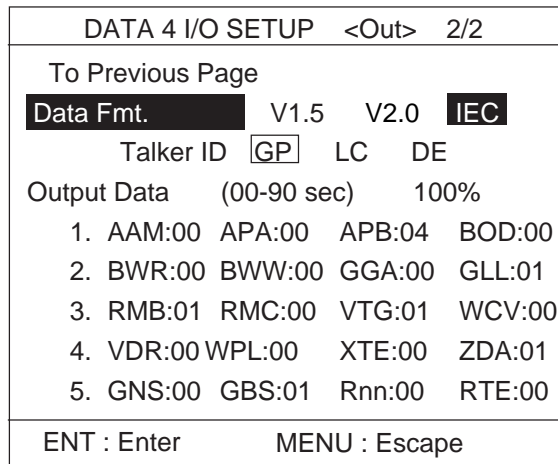 DATA 4 I/O SETUP <Out> 2/2
To Previous Page
Data Fmt. V1.5 V2.0 IEC
Talker ID GP LC DE
Output Data (00-90 sec) 100%
1. AAM:00 APA:00 APB:04 BOD:00
2. BWR:00 BWW:00 GGA:00 GLL:01
3. RMB:01 RMC:00 VTG:01 WCV:00
4. VDR:00 WPL:00 XTE:00 ZDA:01
5. GNS:00 GBS:01 Rnn:00 RTE:00
ENT : Enter MENU : Escape